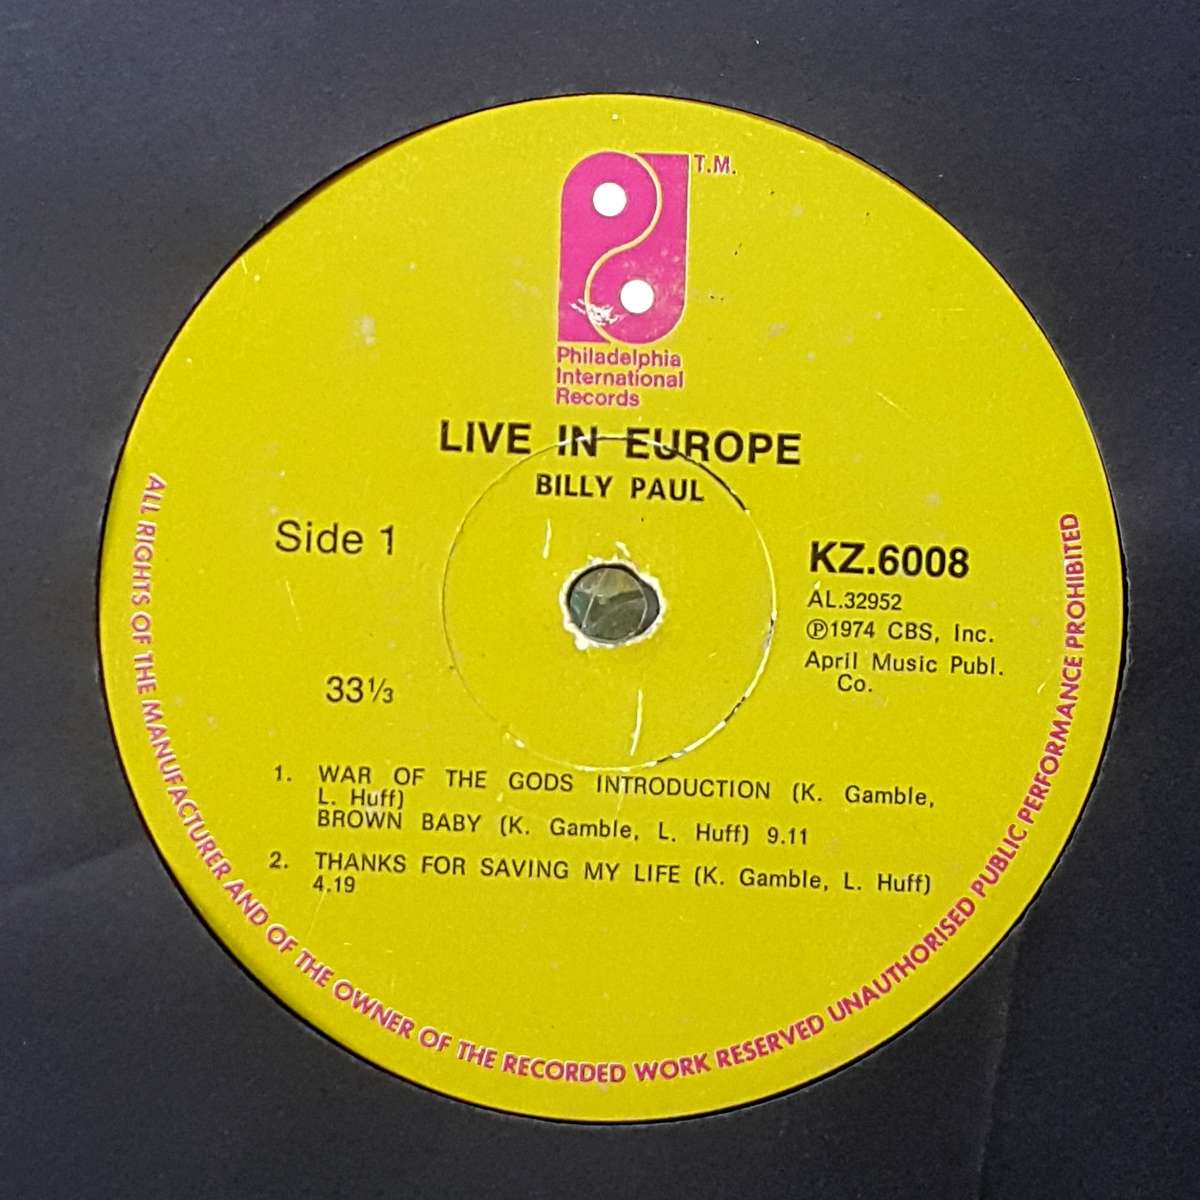 T.M.
Philadelphia
International
Records
LIVE IN EUROPE
BILLY PAUL
Side 1
KZ.6008
AL.32952
℗1974 CBS, Inc.
April Music Publ.
Co.
33⅓
1. WAR OF THE GODS INTRODUCTION (K. Gamble,
L. Huff)
BROWN BABY (K. Gamble, L. Huff) 9.11
2. THANKS FOR SAVING MY LIFE (K. Gamble, L. Huff)
4.19
ALL RIGHTS OF THE MANUFACTURER AND OF THE OWNER OF THE RECORDED WORK RESERVED UNAUTHORISED PUBLIC PERFORMANCE PROHIBITED